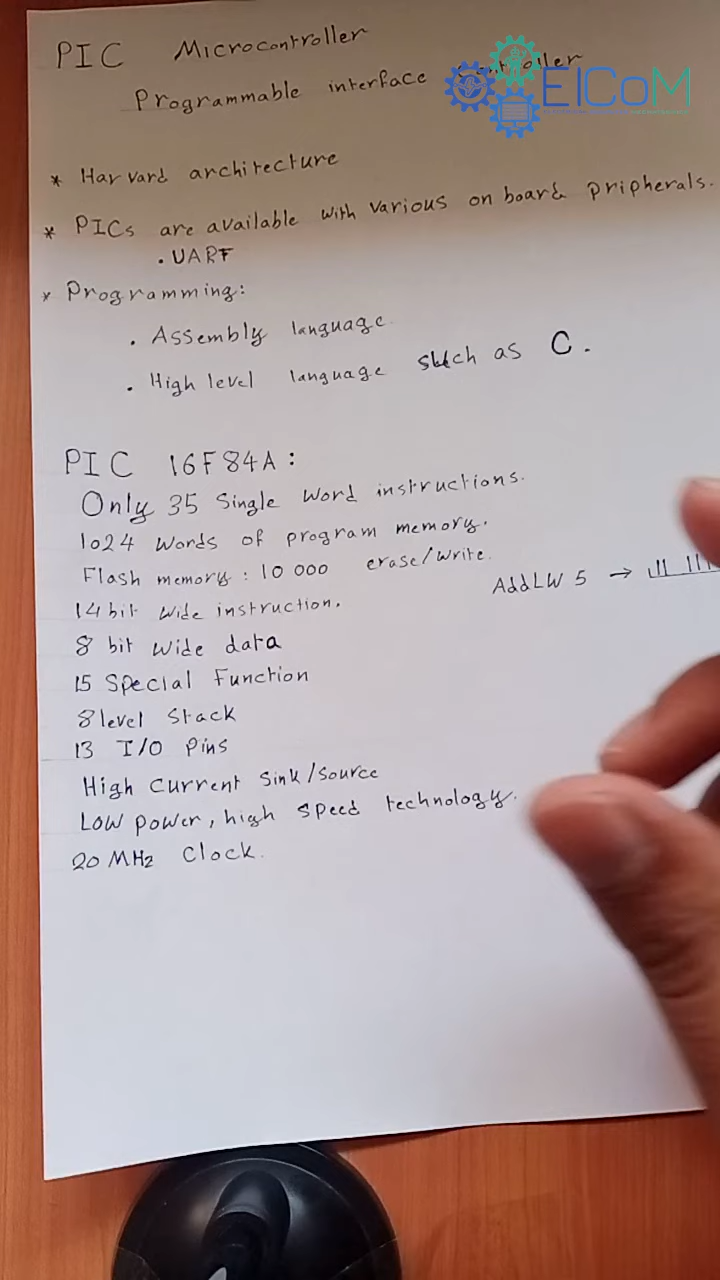 PIC Microcontroller
Programmable interface Controller
EICoM
* Harvard architecture
* PICs are available with various on board pripherals.
. UART
* Programming:
. Assembly language.
. High level language such as C.
PIC 16F84A:
Only 35 Single Word instructions.
1024 Words of program memory.
Flash memory: 10 000 erase/write.
AddLW 5 →
14 bit wide instruction.
8 bit wide data
15 Special Function
8 level Stack
13 I/O Pins
High Current Sink/Source
Low power, high speed technology.
20 MHz Clock.